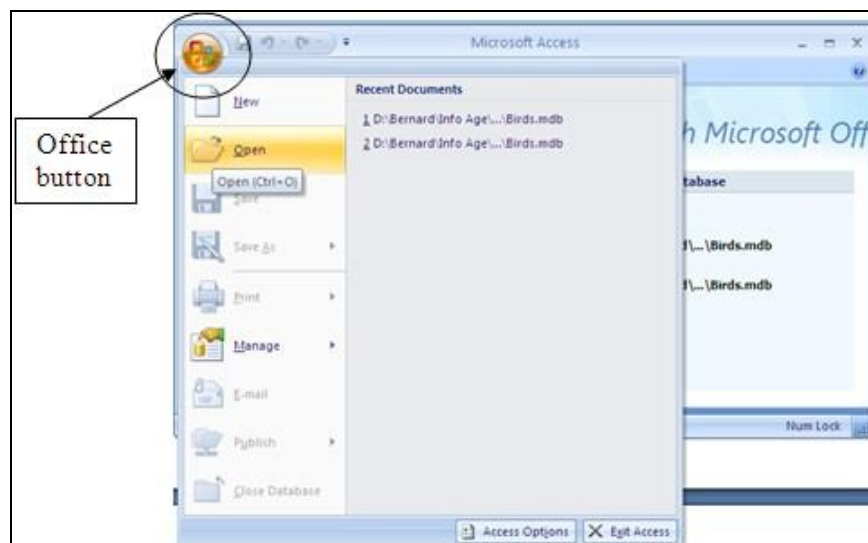 Microsoft Access
Office
button
New
Open
Open (Ctrl+O)
Save
Save As
Print
Manage
E-mail
Publish
Close Database
Recent Documents
1 D:\Bernard\Info Age\...\Birds.mdb
2 D:\Bernard\Info Age\...\Birds.mdb
h Microsoft Off
tabase
\...\Birds.mdb
\...\Birds.mdb
Num Lock
Access Options
Exit Access